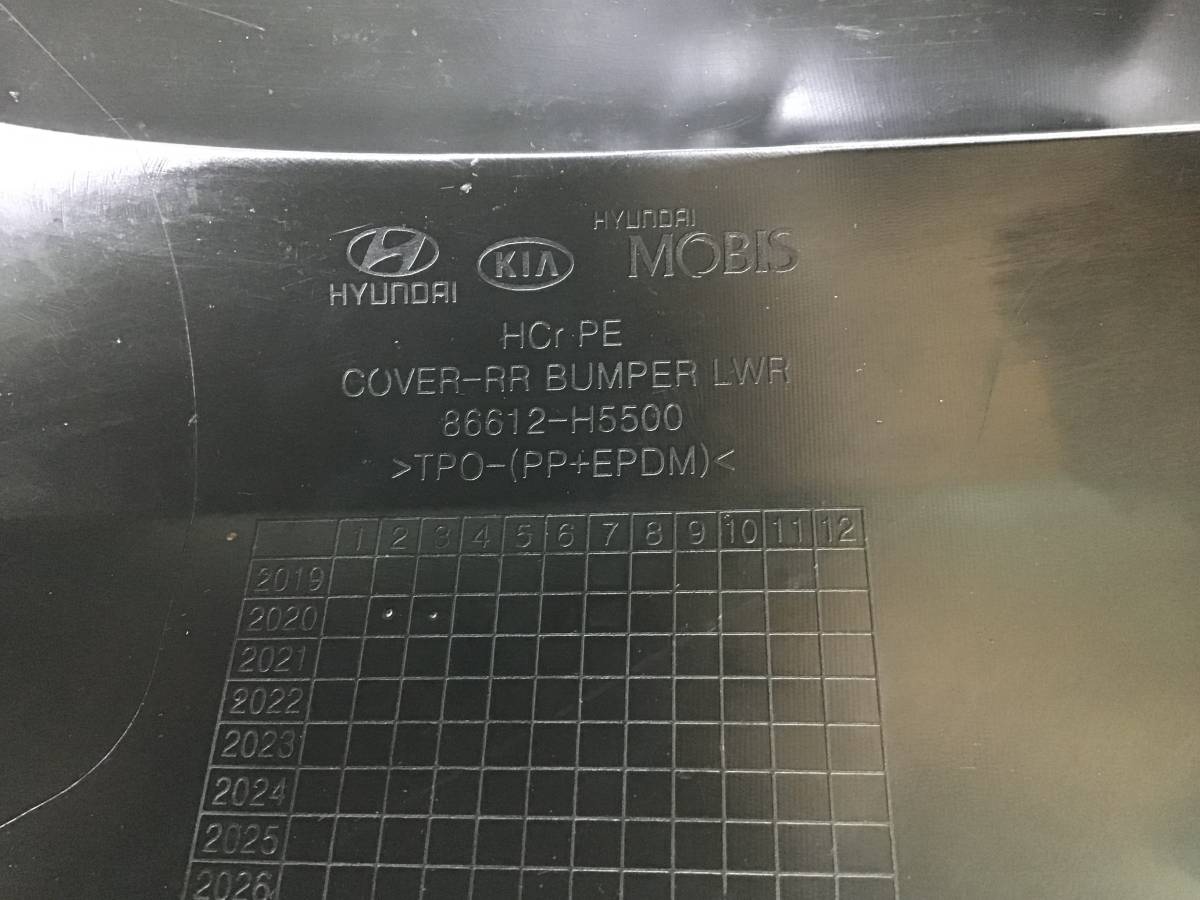 HYUNDAI
KIA
HYUNDAI
MOBIS
HCr PE
COVER-RR BUMPER LWR
86612-H5500
>TPO-(PP+EPDM)<
1 2 3 4 5 6 7 8 9 10 11 12
2019
2020
2021
2022
2023
2024
2025
2026